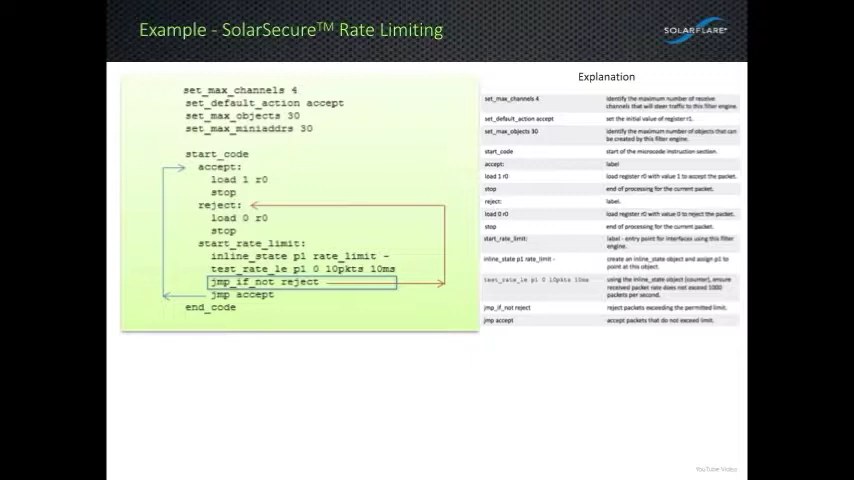 Example - SolarSecure™ Rate Limiting
SOLARFLARE
set_max_channels 4
set_default_action accept
set_max_objects 30
set_max_miniaddrs 30
start_code
accept:
load 1 r0
stop
reject:
load 0 r0
stop
start_rate_limit:
inline_state p1 rate_limit -
test_rate_le p1 0 10pkts 10ms
jmp_if_not reject
jmp accept
end_code
Explanation
set_max_channels 4 Identify the maximum number of receive
channels that will steer traffic to this filter engine.
set_default_action accept set the initial value of register r1.
set_max_objects 30 Identify the maximum number of objects that can
be created by this filter engine.
start_code start of the microcode instruction section.
accept: label
load 1 r0 load register r0 with value 1 to accept the packet.
stop end of processing for the current packet.
reject: label.
load 0 r0 load register r0 with value 0 to reject the packet.
stop end of processing for the current packet.
start_rate_limit: label - entry point for interfaces using this filter
engine.
inline_state p1 rate_limit - create an inline_state object and assign p1 to
point at this object.
test_rate_le p1 0 10pkts 10ms using the inline_state object (counter), ensure
received packet rate does not exceed 1000
packets per second.
jmp_if_not reject reject packets exceeding the permitted limit.
jmp accept accept packets that do not exceed limit.
YouTube Video